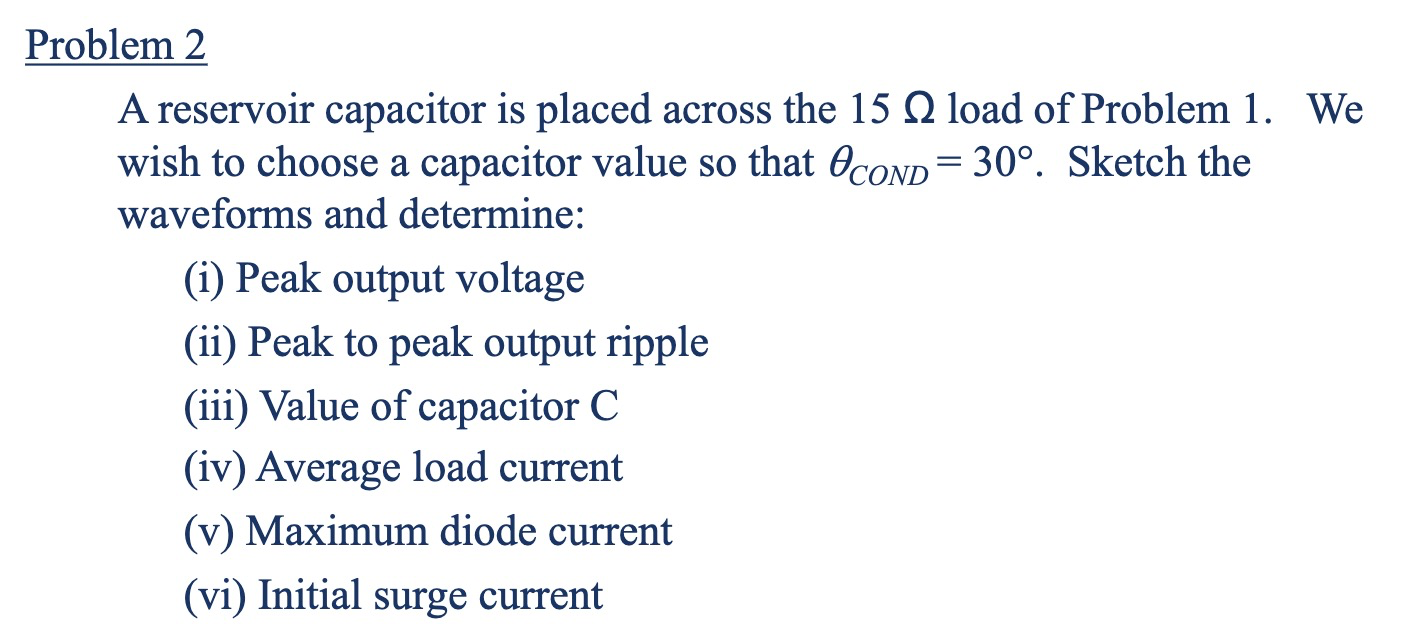 Problem 2
A reservoir capacitor is placed across the 15 Ω load of Problem 1. We
wish to choose a capacitor value so that θCOND = 30°. Sketch the
waveforms and determine:
(i) Peak output voltage
(ii) Peak to peak output ripple
(iii) Value of capacitor C
(iv) Average load current
(v) Maximum diode current
(vi) Initial surge current